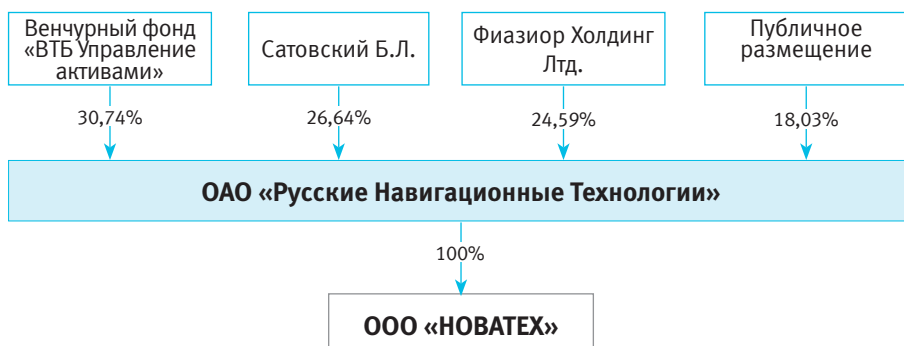 Венчурный фонд
«ВТБ Управление
активами»
Сатовский Б.Л.
Фиазиор Холдинг
Лтд.
Публичное
размещение
30,74%
26,64%
24,59%
18,03%
ОАО «Русские Навигационные Технологии»
100%
ООО «НОВАТЕХ»